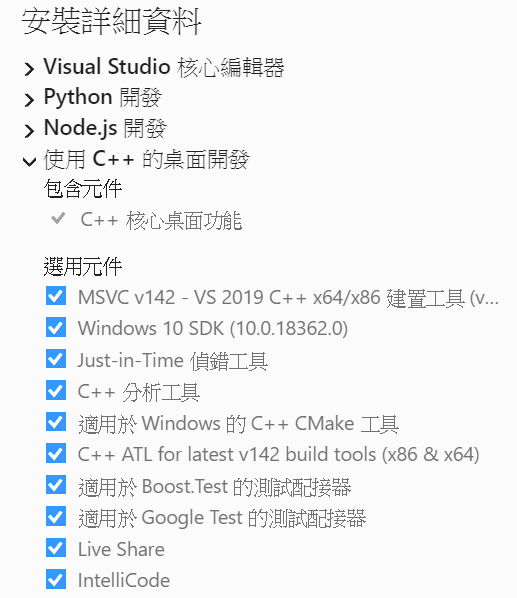 安裝詳細資料
Visual Studio 核心編輯器
Python 開發
Node.js 開發
使用 C++ 的桌面開發
包含元件
C++ 核心桌面功能
選用元件
MSVC v142 - VS 2019 C++ x64/x86 建置工具 (v...
Windows 10 SDK (10.0.18362.0)
Just-in-Time 偵錯工具
C++ 分析工具
適用於 Windows 的 C++ CMake 工具
C++ ATL for latest v142 build tools (x86 & x64)
適用於 Boost.Test 的測試配接器
適用於 Google Test 的測試配接器
Live Share
IntelliCode